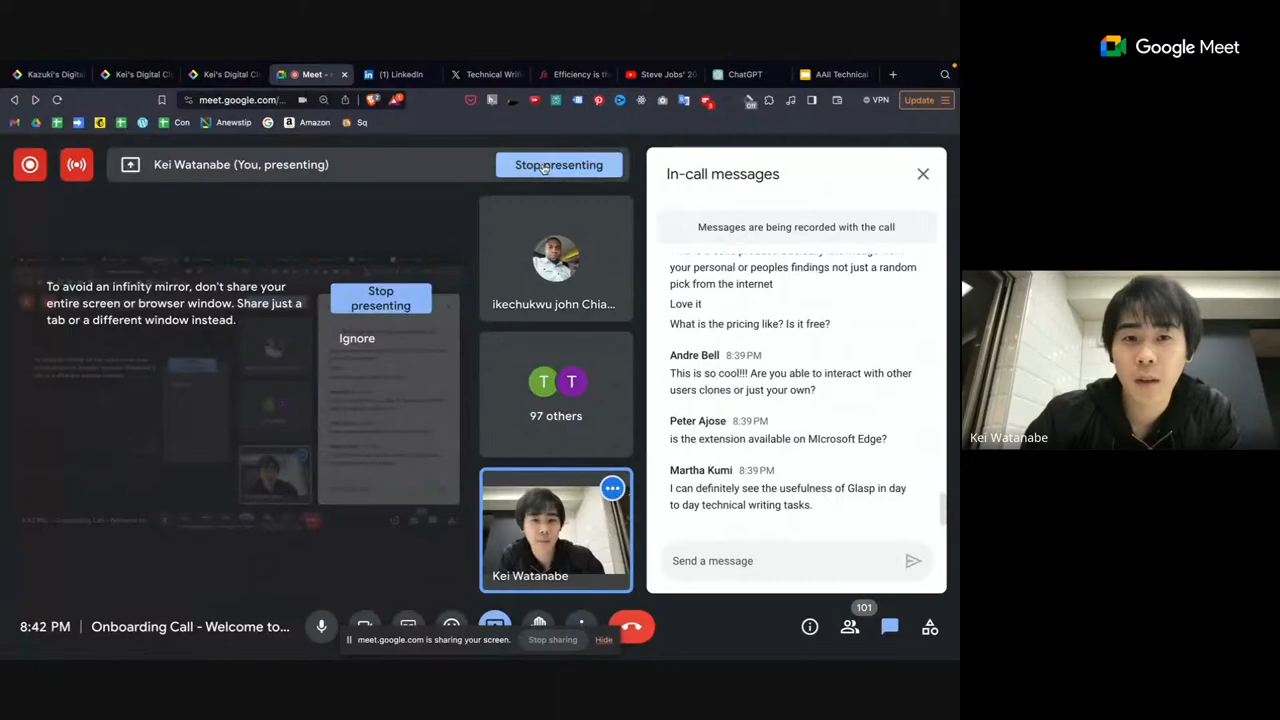 Google Meet
Kazuki's Digita
Kei's Digital Cl
Kei's Digital Cl
Meet -
(1) LinkedIn
Technical Writi
Efficiency is the
Steve Jobs' 20
ChatGPT
AAII Technical
meet.google.com/...
VPN
Update
Con
Anewstip
Amazon
Sq
Kei Watanabe (You, presenting)
Stop presenting
To avoid an infinity mirror, don't share your
entire screen or browser window. Share just a
tab or a different window instead.
Stop
presenting
Ignore
ikechukwu john Chia...
T T
97 others
Kei Watanabe
In-call messages
Messages are being recorded with the call
your personal or peoples findings not just a random
pick from the internet
Love it
What is the pricing like? Is it free?
Andre Bell 8:39 PM
This is so cool!!! Are you able to interact with other
users clones or just your own?
Peter Ajose 8:39 PM
is the extension available on MIcrosoft Edge?
Martha Kumi 8:39 PM
I can definitely see the usefulness of Glasp in day
to day technical writing tasks.
Send a message
8:42 PM
Onboarding Call - Welcome to...
meet.google.com is sharing your screen.
Stop sharing
Hide
101
Kei Watanabe